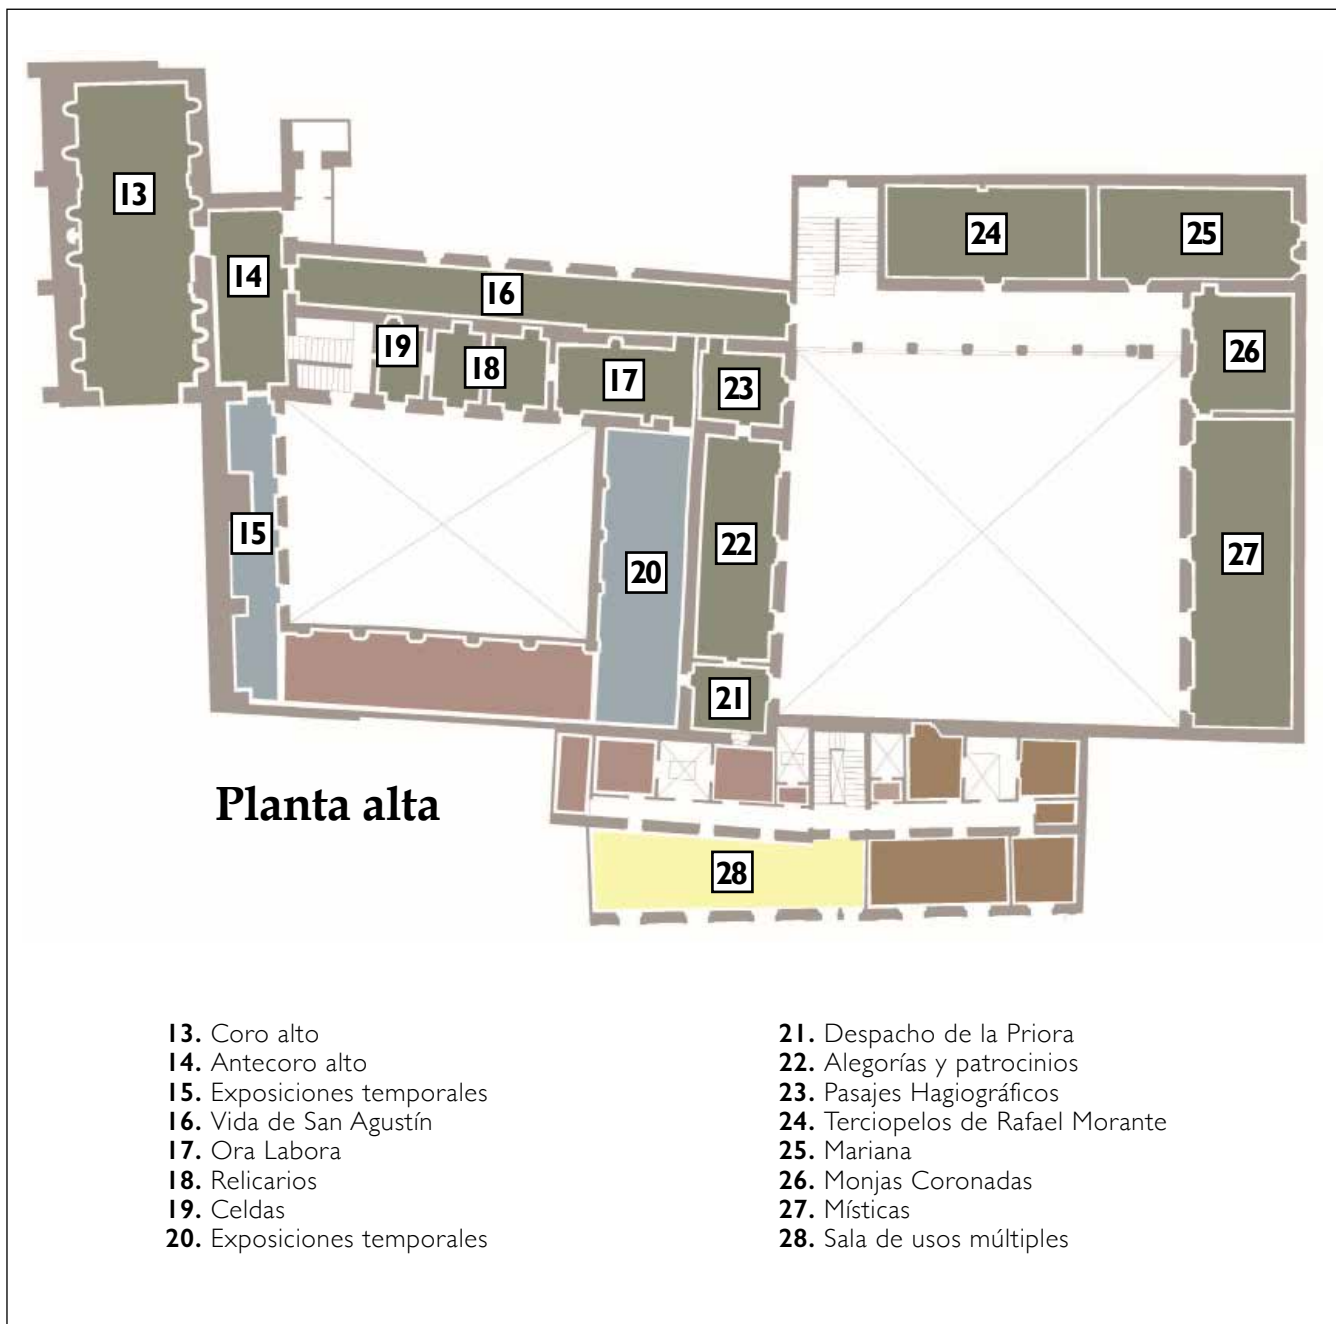 13
14
16
24
25
19
18
17
23
26
15
20
22
27
21
Planta alta
28
13. Coro alto
14. Antecoro alto
15. Exposiciones temporales
16. Vida de San Agustín
17. Ora Labora
18. Relicarios
19. Celdas
20. Exposiciones temporales
21. Despacho de la Priora
22. Alegorías y patrocinios
23. Pasajes Hagiográficos
24. Terciopelos de Rafael Morante
25. Mariana
26. Monjas Coronadas
27. Místicas
28. Sala de usos múltiples